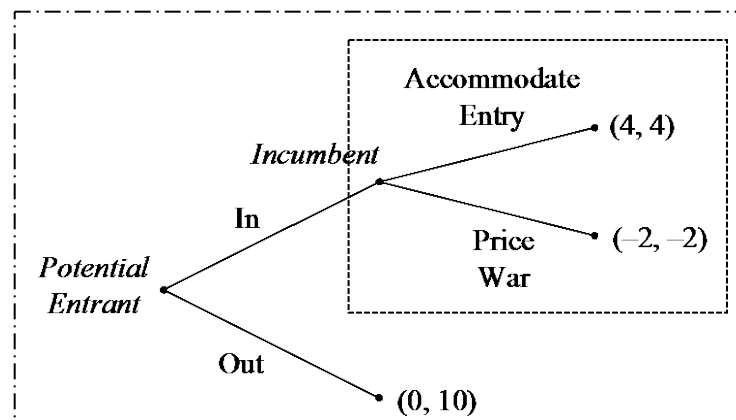 Accommodate
Entry
(4, 4)
Incumbent
In
Price
War
(–2, –2)
Potential
Entrant
Out
(0, 10)